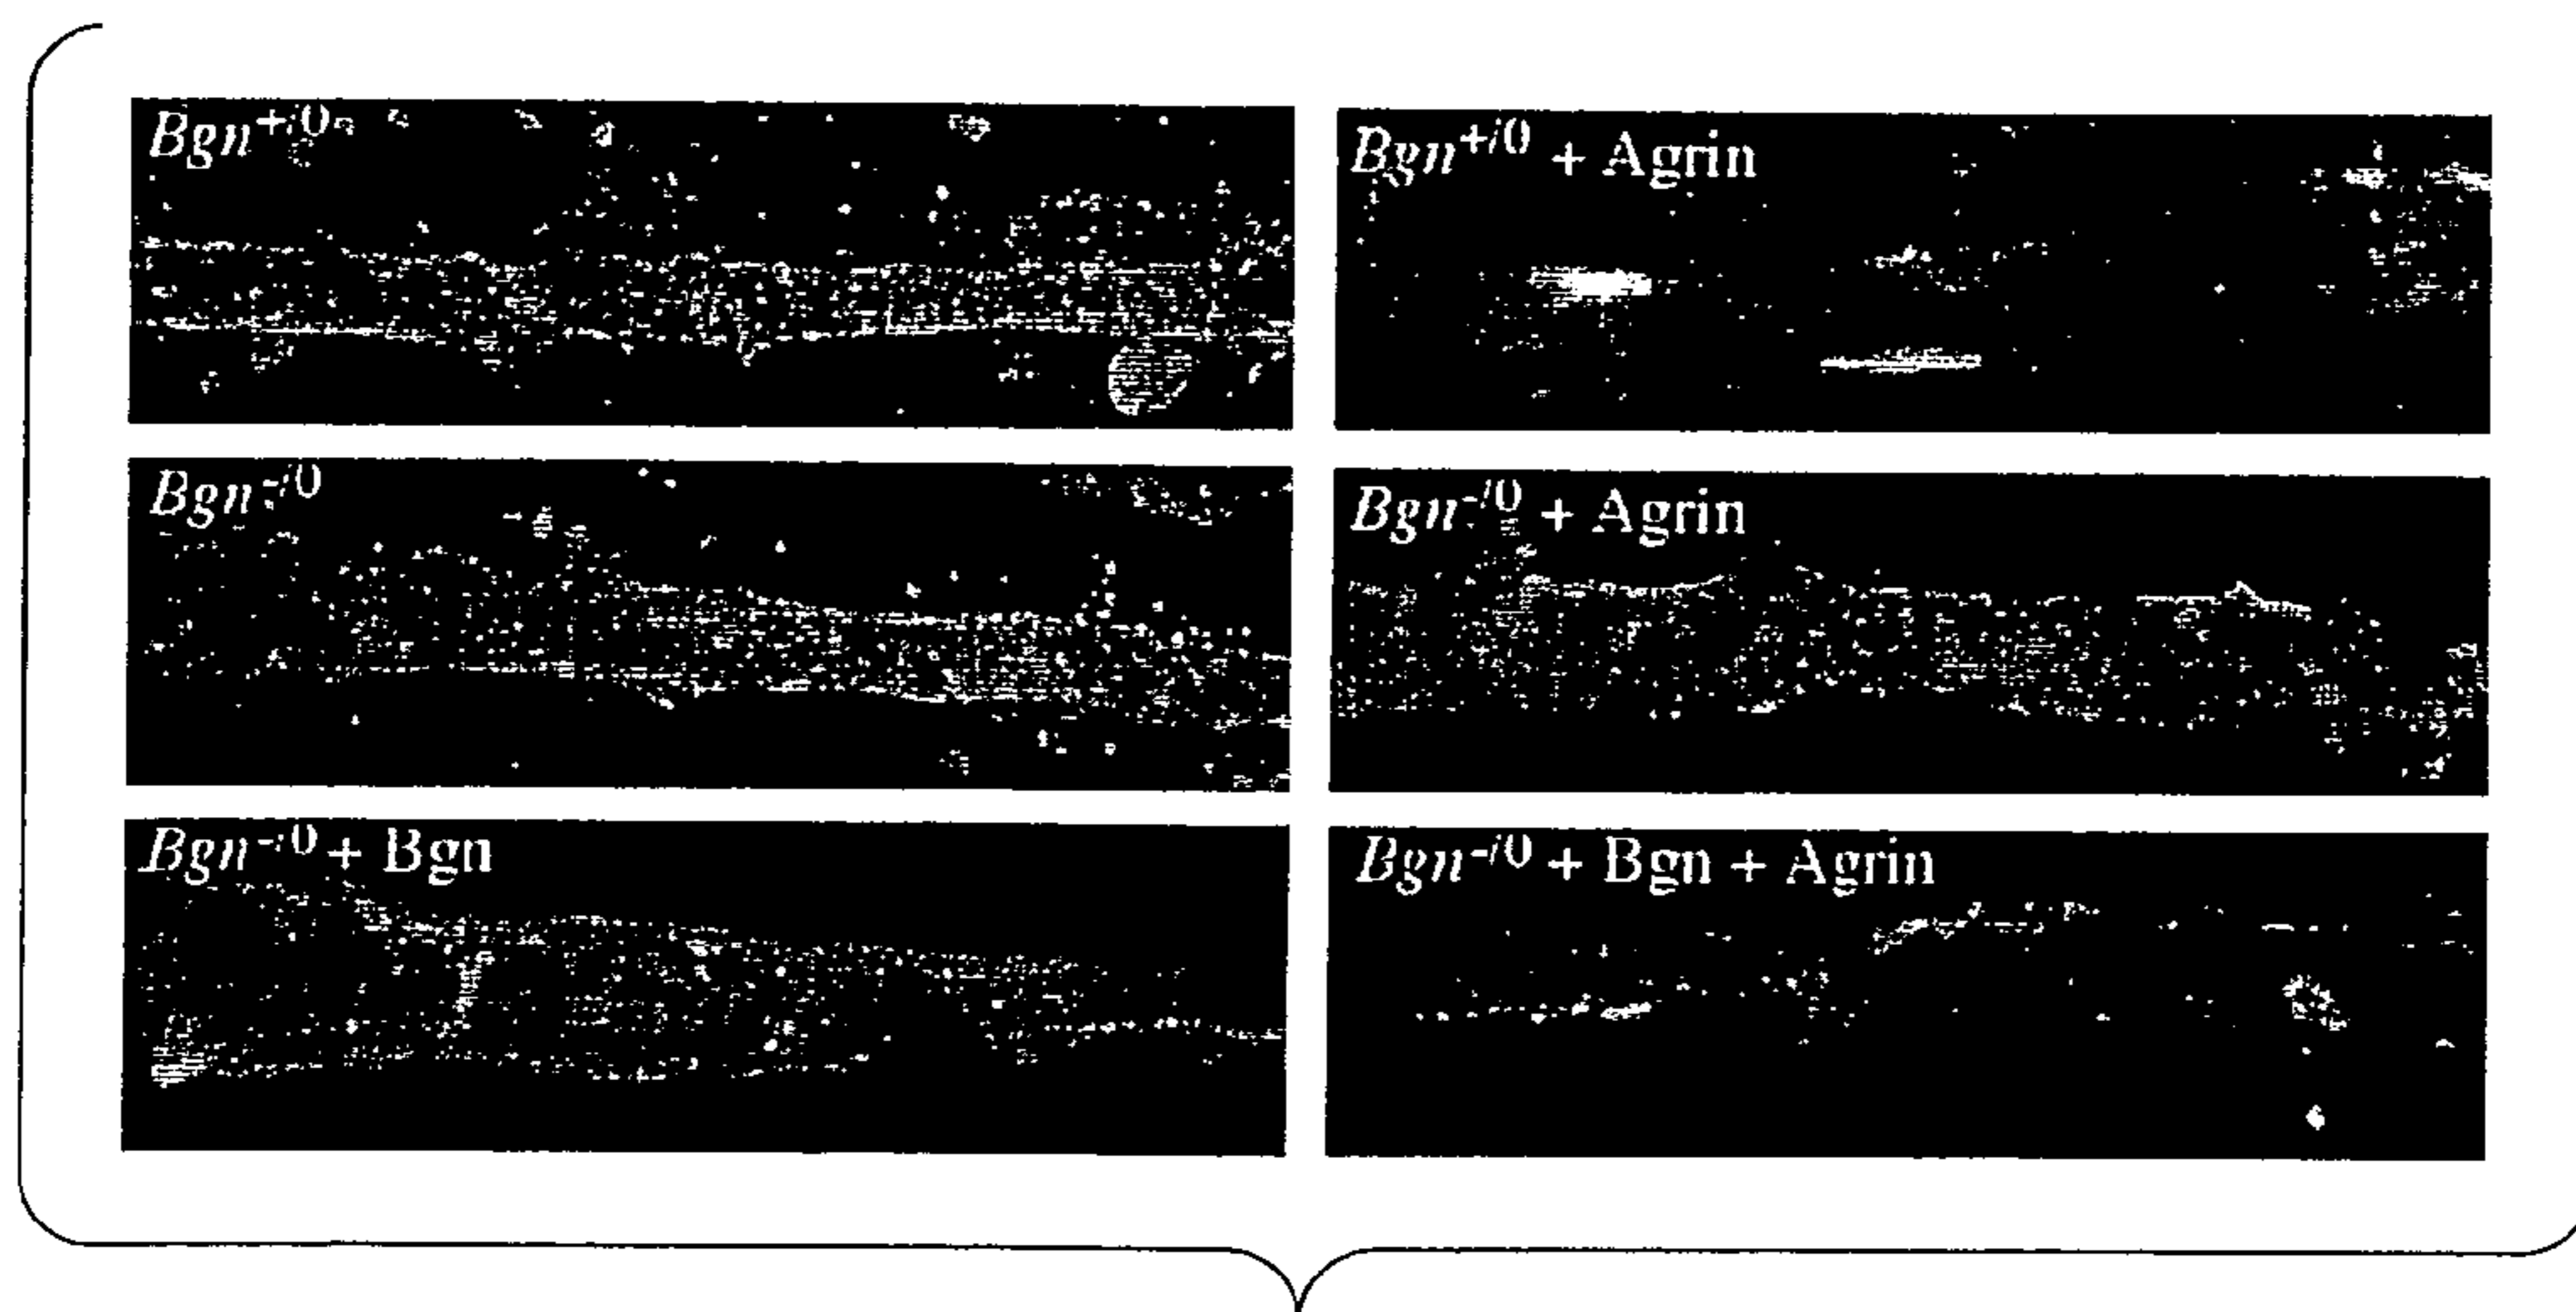 Bgn+/0
Bgn+/0 + Agrin
Bgn-/0
Bgn-/0 + Agrin
Bgn-/0 + Bgn
Bgn-/0 + Bgn + Agrin